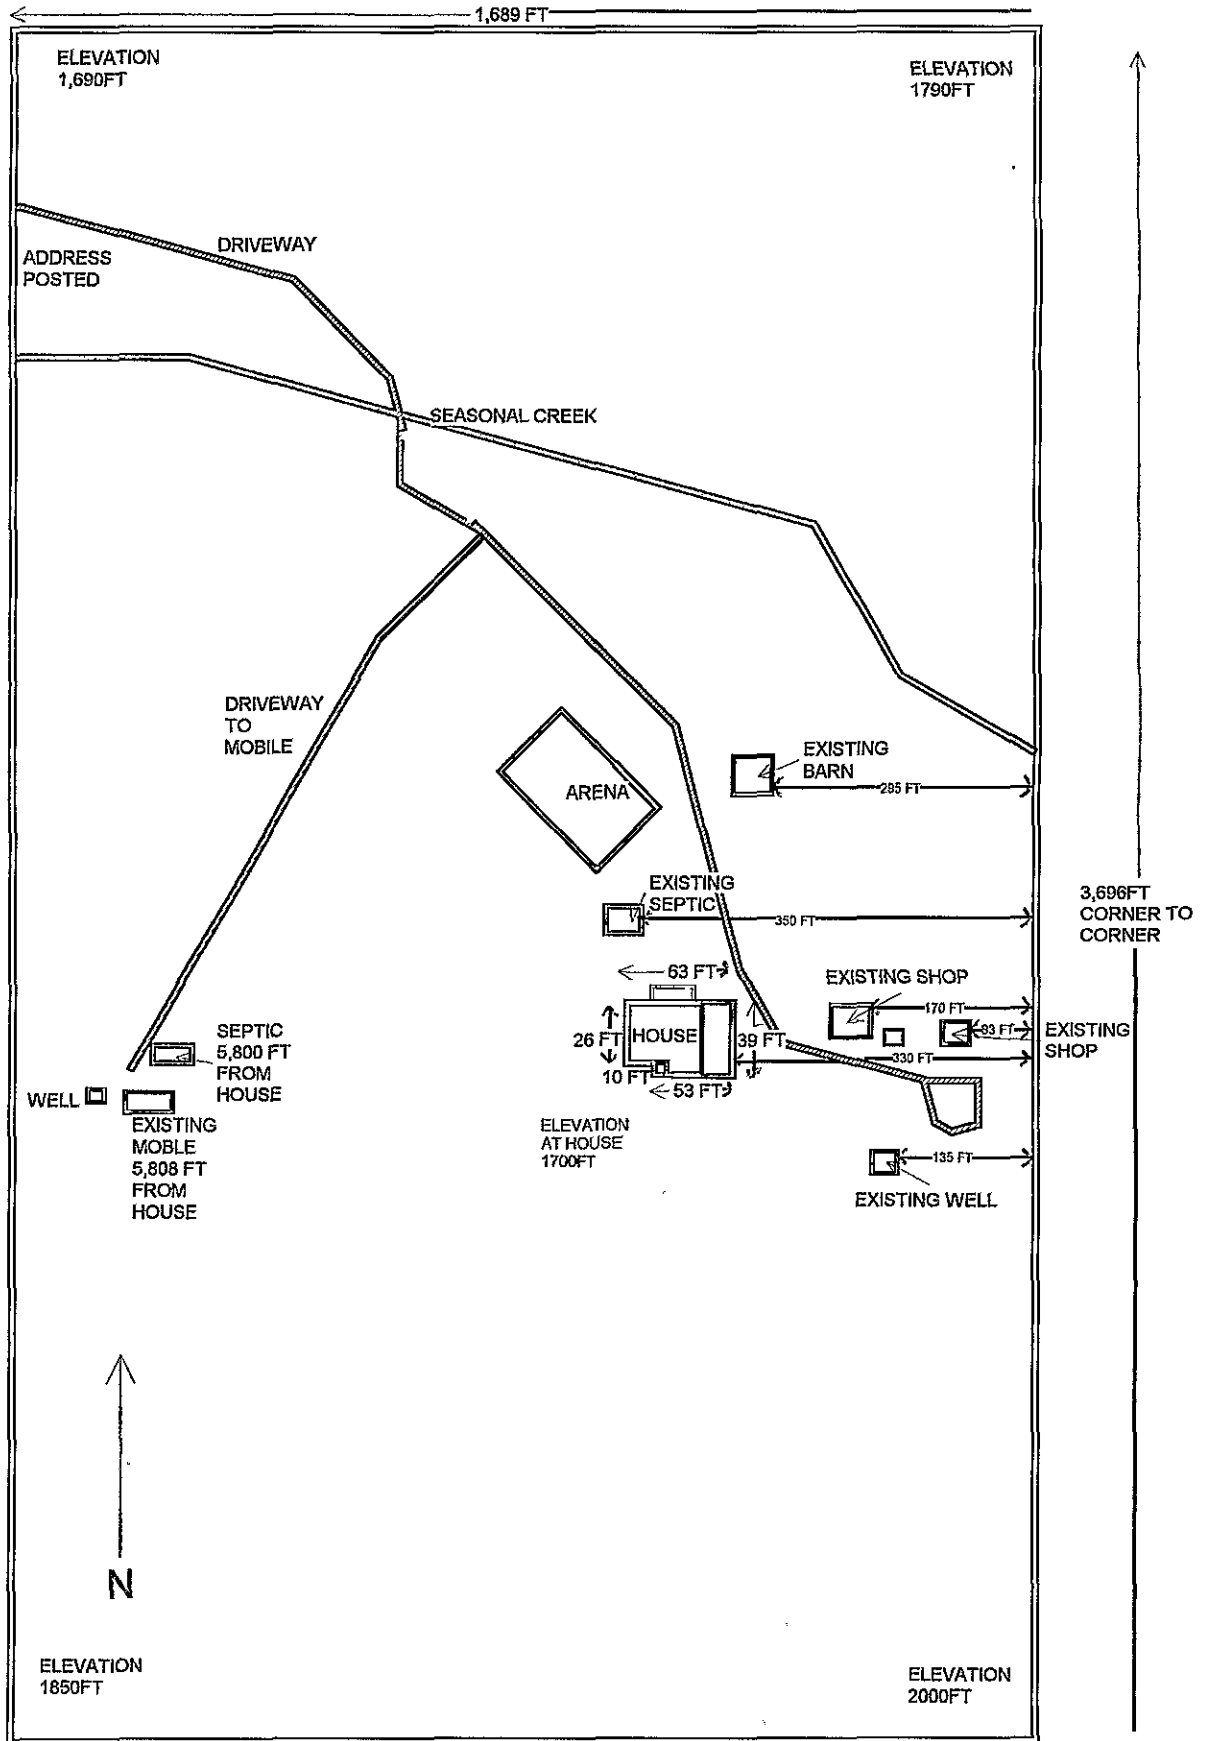 1,689 FT
ELEVATION
1,690FT
ELEVATION
1790FT
DRIVEWAY
ADDRESS
POSTED
SEASONAL CREEK
DRIVEWAY
TO
MOBILE
EXISTING
BARN
ARENA
295 FT
EXISTING
SEPTIC
350 FT
3,696FT
CORNER TO
CORNER
63 FT
EXISTING SHOP
170 FT
26 FT
HOUSE
39 FT
93 FT
EXISTING
SHOP
330 FT
10 FT
53 FT
SEPTIC
5,800 FT
FROM
HOUSE
WELL
EXISTING
MOBLE
5,808 FT
FROM
HOUSE
ELEVATION
AT HOUSE
1700FT
135 FT
EXISTING WELL
N
ELEVATION
1850FT
ELEVATION
2000FT